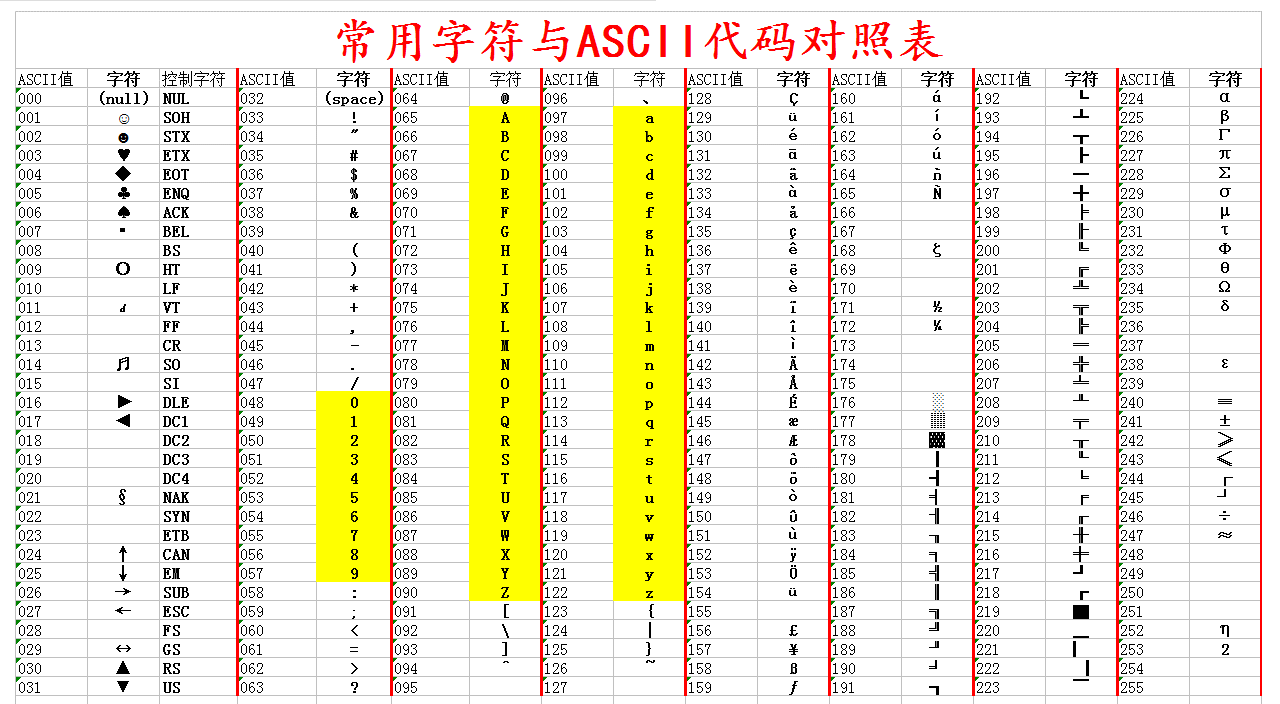 常用字符与ASCII代码对照表
ASCII值 字符 控制字符 ASCII值 字符 ASCII值 字符 ASCII值 字符 ASCII值 字符 ASCII值 字符 ASCII值 字符 ASCII值 字符
000 (null) NUL 032 (space) 064 @ 096 、 128 Ç 160 á 192 ┗ 224 α
001 ☺ SOH 033 ! 065 A 097 a 129 ü 161 í 193 ┻ 225 β
002 ☻ STX 034 " 066 B 098 b 130 é 162 ó 194 ┳ 226 Γ
003 ♥ ETX 035 # 067 C 099 c 131 ā 163 ú 195 ┣ 227 π
004 ◆ EOT 036 $ 068 D 100 d 132 ä 164 ñ 196 ━ 228 Σ
005 ♣ ENQ 037 % 069 E 101 e 133 à 165 Ñ 197 ╋ 229 σ
006 ♠ ACK 038 & 070 F 102 f 134 å 166 198 ╞ 230 μ
007 ▪ BEL 039 071 G 103 g 135 ç 167 199 ╟ 231 τ
008 BS 040 ( 072 H 104 h 136 ê 168 ζ 200 ╚ 232 Φ
009 HT 041 ) 073 I 105 i 137 ë 169 201 ╔ 233 θ
010 LF 042 * 074 J 106 j 138 è 170 202 ╩ 234 Ω
011 VT 043 + 075 K 107 k 139 ï 171 ½ 203 ╦ 235 δ
012 FF 044 , 076 L 108 l 140 î 172 ¼ 204 ╠ 236
013 CR 045 - 077 M 109 m 141 ì 173 205 ═ 237
014 ♬ SO 046 . 078 N 110 n 142 Ä 174 206 ╬ 238 ε
015 SI 047 / 079 O 111 o 143 Å 175 207 ╧ 239
016 ▶ DLE 048 0 080 P 112 p 144 É 176 ░ 208 ╨ 240 ═
017 ◀ DC1 049 1 081 Q 113 q 145 æ 177 ▒ 209 ╤ 241 ±
018 DC2 050 2 082 R 114 r 146 Æ 178 ▓ 210 ╥ 242 ≥
019 DC3 051 3 083 S 115 s 147 ô 179 ┃ 211 ╙ 243 ≤
020 DC4 052 4 084 T 116 t 148 ö 180 ┫ 212 ╘ 244 ┌
021 § NAK 053 5 085 U 117 u 149 ò 181 ╡ 213 ╒ 245 ┘
022 SYN 054 6 086 V 118 v 150 û 182 ╢ 214 ╓ 246 ÷
023 ETB 055 7 087 W 119 w 151 ù 183 ╖ 215 ╫ 247 ≈
024 ↑ CAN 056 8 088 X 120 x 152 ÿ 184 ╕ 216 ╪ 248
025 ↓ EM 057 9 089 Y 121 y 153 Ö 185 ╣ 217 ┛ 249
026 → SUB 058 : 090 Z 122 z 154 ü 186 ║ 218 ┏ 250
027 ← ESC 059 ; 091 [ 123 { 155 187 ╗ 219 █ 251
028 FS 060 < 092 \ 124 | 156 £ 188 ╝ 220 ▁ 252 η
029 ↔ GS 061 = 093 ] 125 } 157 ¥ 189 ╜ 221 ▏ 253 2
030 ▲ RS 062 > 094 ^ 126 ~ 158 ß 190 ╛ 222 ▕ 254
031 ▼ US 063 ? 095 127 159 ƒ 191 ┓ 223 ▔ 255